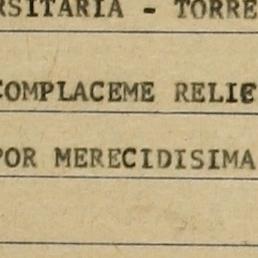 RSITARIA - TORRE
COMPLACEME RELIE
POR MERECIDISIMA